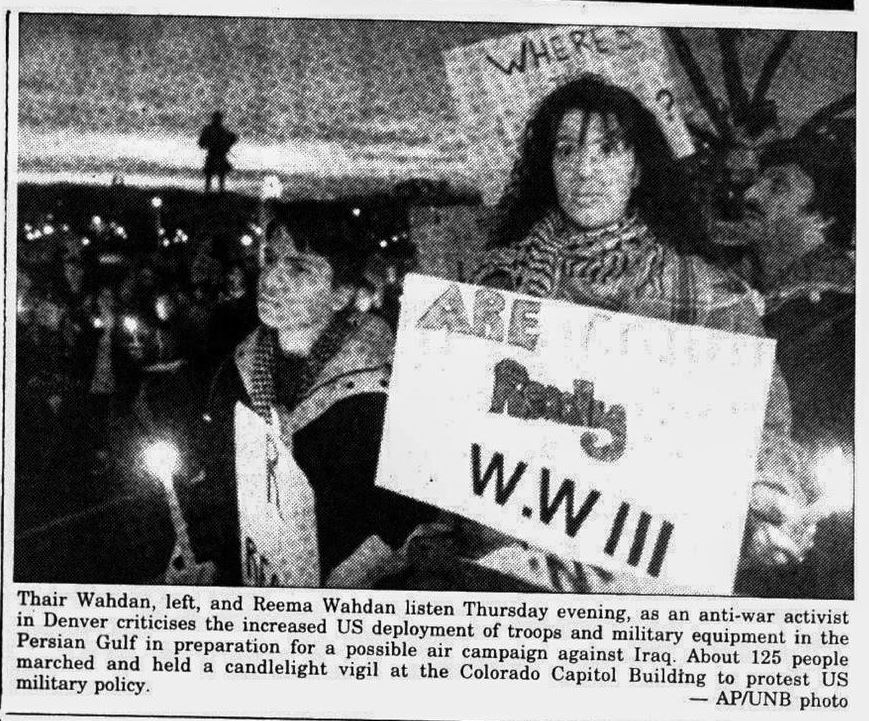 WHERE'S
?
ARE
Ready
W.W III
R
Thair Wahdan, left, and Reema Wahdan listen Thursday evening, as an anti-war activist
in Denver criticises the increased US deployment of troops and military equipment in the
Persian Gulf in preparation for a possible air campaign against Iraq. About 125 people
marched and held a candlelight vigil at the Colorado Capitol Building to protest US
military policy.
— AP/UNB photo